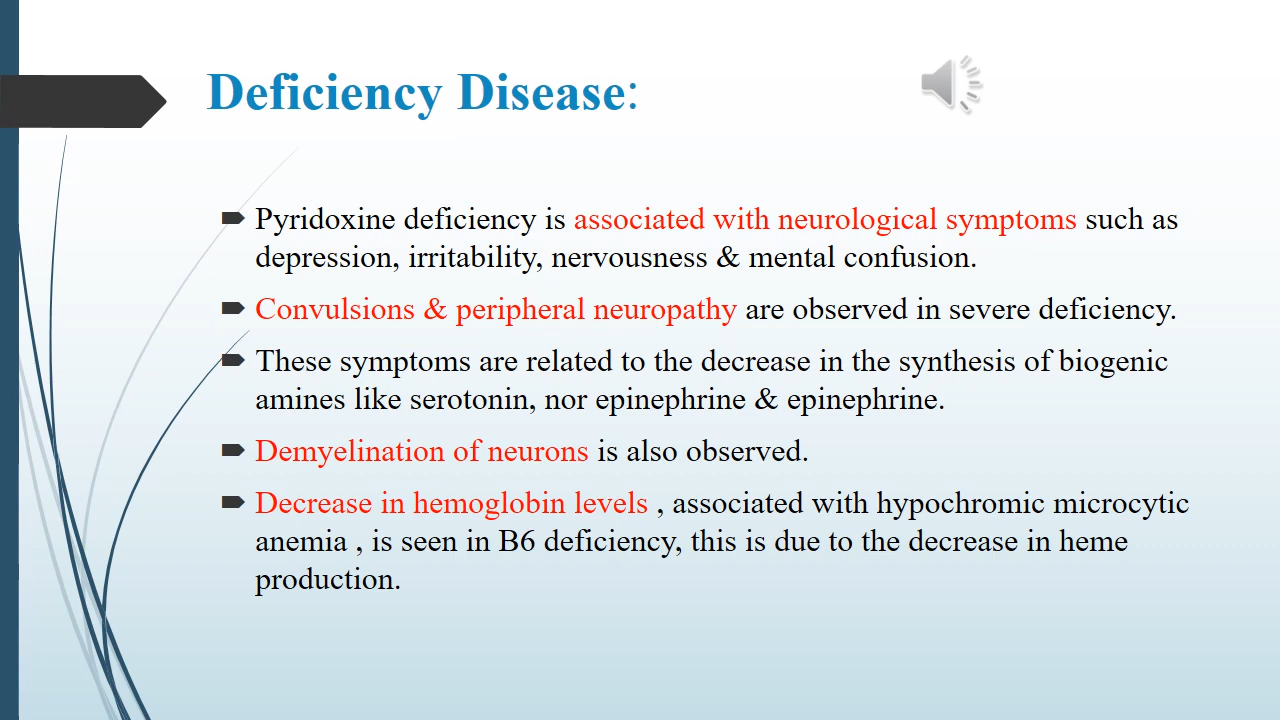 Deficiency Disease:
Pyridoxine deficiency is associated with neurological symptoms such as
depression, irritability, nervousness & mental confusion.
Convulsions & peripheral neuropathy are observed in severe deficiency.
These symptoms are related to the decrease in the synthesis of biogenic
amines like serotonin, nor epinephrine & epinephrine.
Demyelination of neurons is also observed.
Decrease in hemoglobin levels , associated with hypochromic microcytic
anemia , is seen in B6 deficiency, this is due to the decrease in heme
production.